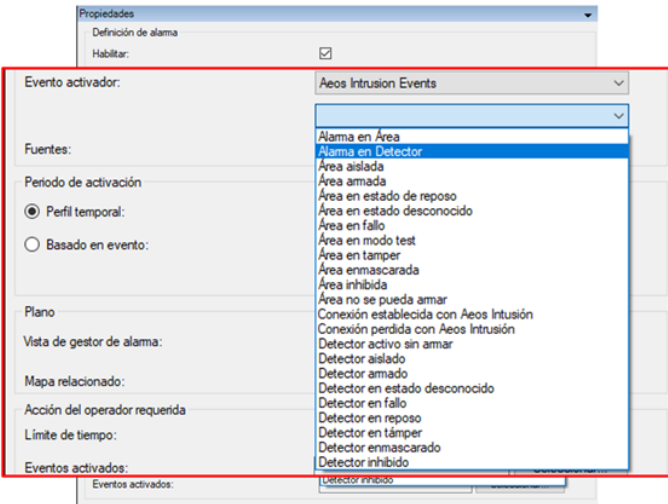 Propiedades
Definición de alarma
Habilitar:
Evento activador: Aeos Intrusion Events
Fuentes:
Alarma en Área
Alarma en Detector
Área aislada
Área armada
Área en estado de reposo
Área en estado desconocido
Área en fallo
Área en modo test
Área en tamper
Área enmascarada
Área inhibida
Área no se pueda armar
Conexión establecida con Aeos Intusión
Conexión perdida con Aeos Intrusión
Detector activo sin armar
Detector aislado
Detector armado
Detector en estado desconocido
Detector en fallo
Detector en reposo
Detector en támper
Detector enmascarado
Detector inhibido
Periodo de activación
Perfil temporal:
Basado en evento:
Plano
Vista de gestor de alarma:
Mapa relacionado:
Acción del operador requerida
Límite de tiempo:
Eventos activados:
Eventos activados: Detector inhibido